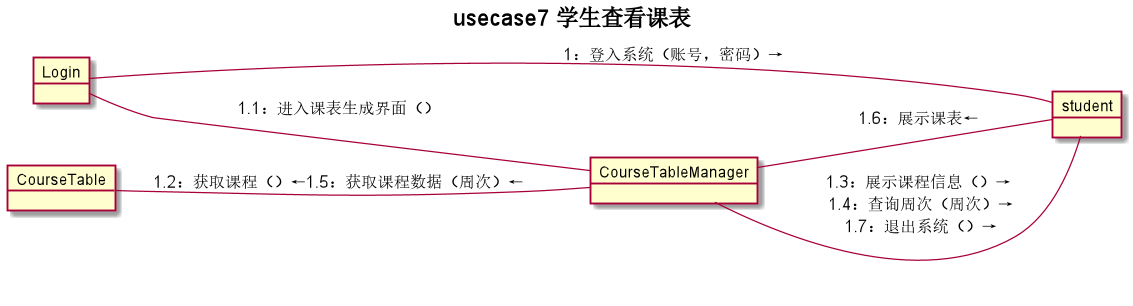 usecase7 学生查看课表
1：登入系统（账号，密码）→
Login
student
1.1：进入课表生成界面（）
1.6：展示课表←
CourseTable
1.2：获取课程（）←1.5：获取课程数据（周次）←
CourseTableManager
1.3：展示课程信息（）→
1.4：查询周次（周次）→
1.7：退出系统（）→